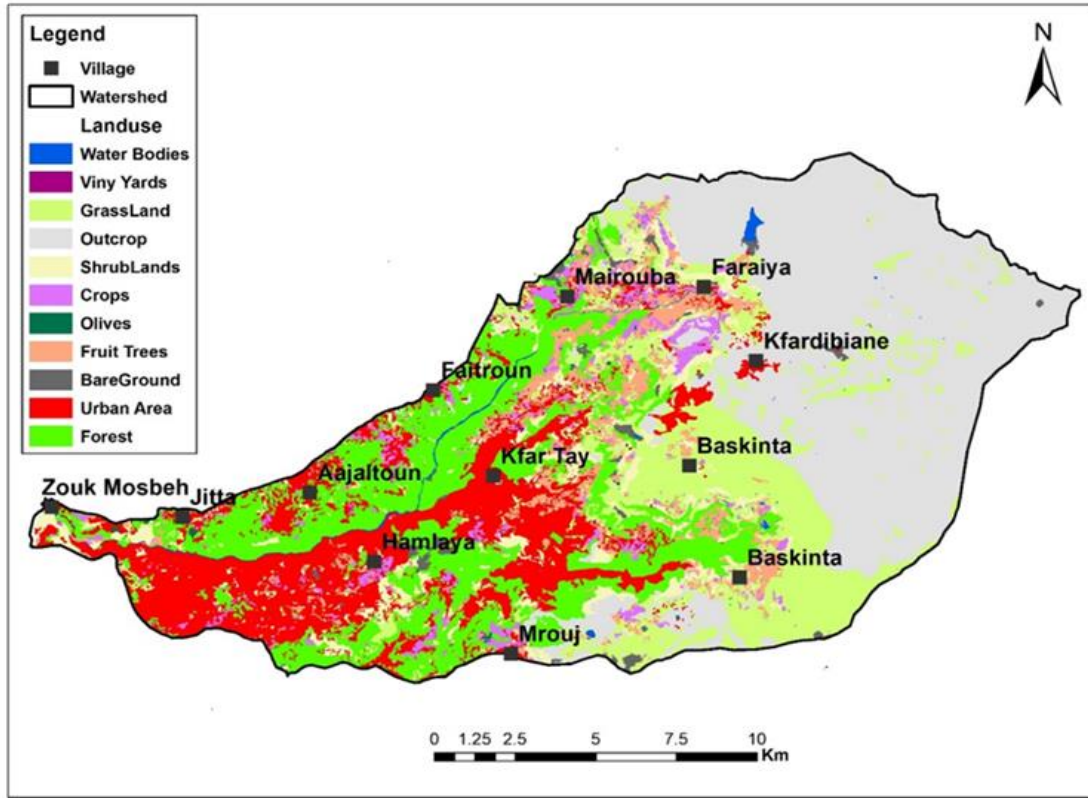 Legend
Village
Watershed
Landuse
Water Bodies
Viny Yards
GrassLand
Outcrop
ShrubLands
Crops
Olives
Fruit Trees
BareGround
Urban Area
Forest
N
Mairouba
Faraiya
Kfardibiane
Faitroun
Baskinta
Kfar Tay
Aajaltoun
Zouk Mosbeh
Jitta
Hamlaya
Baskinta
Mrouj
0 1.25 2.5 5 7.5 10
Km